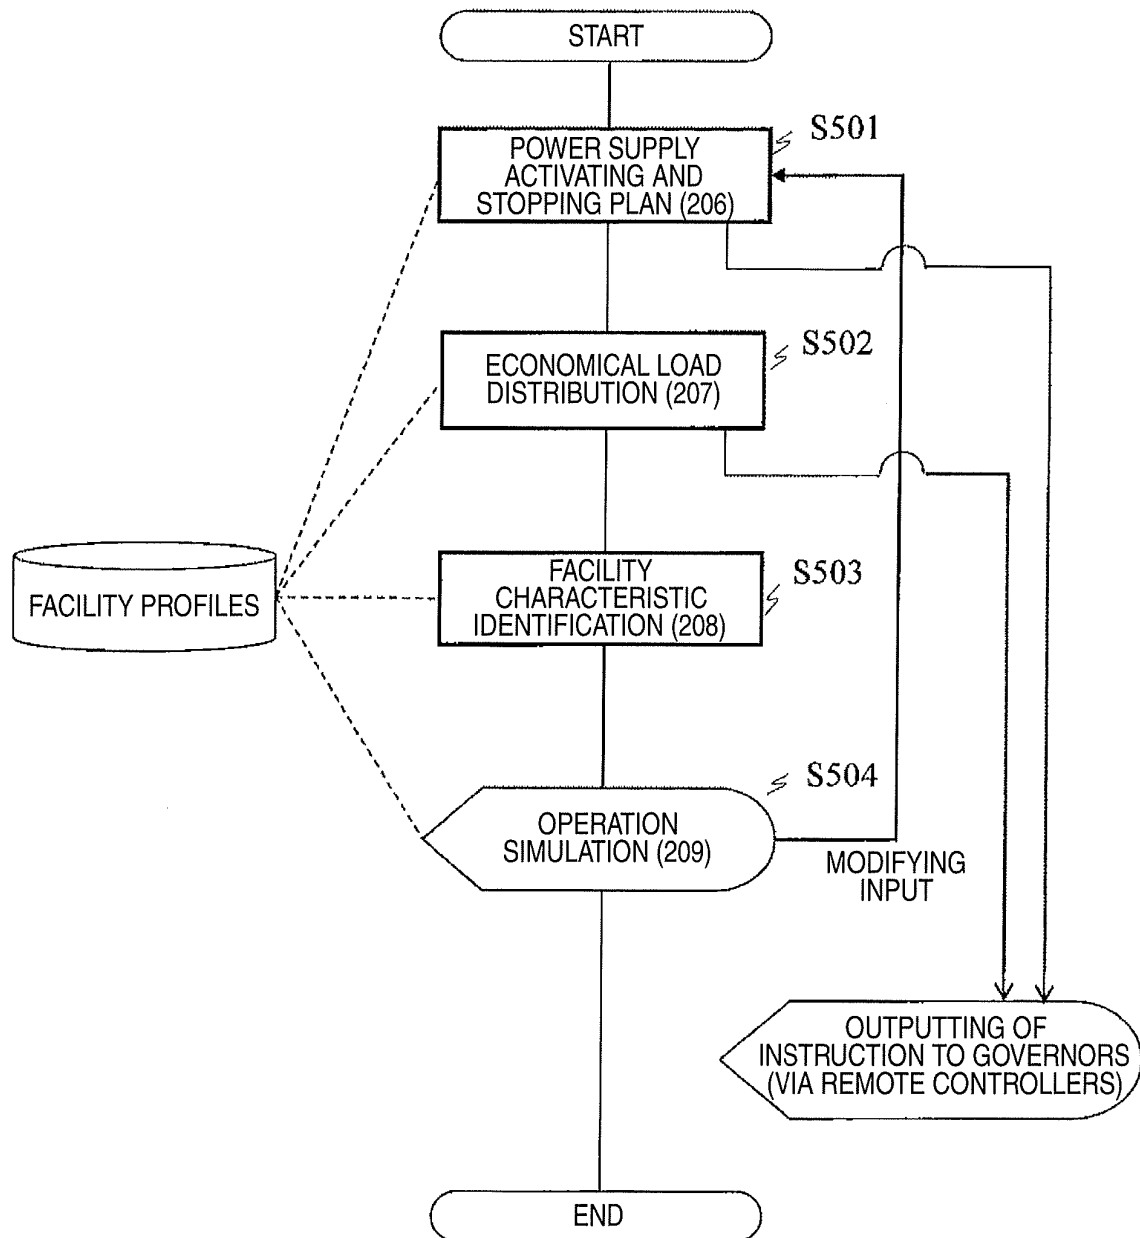 START
S501
POWER SUPPLY
ACTIVATING AND
STOPPING PLAN (206)
S502
ECONOMICAL LOAD
DISTRIBUTION (207)
S503
FACILITY
CHARACTERISTIC
IDENTIFICATION (208)
FACILITY PROFILES
S504
OPERATION
SIMULATION (209)
MODIFYING
INPUT
OUTPUTTING OF
INSTRUCTION TO GOVERNORS
(VIA REMOTE CONTROLLERS)
END